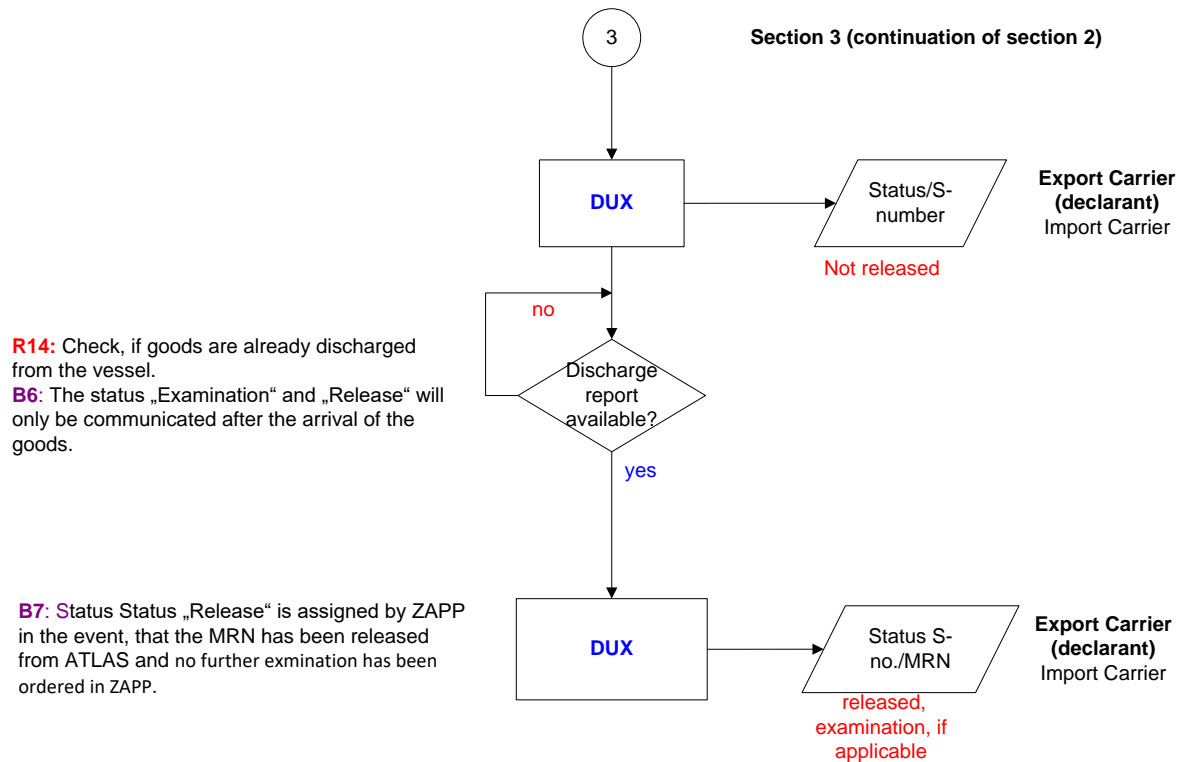 3
Section 3 (continuation of section 2)
DUX
Status/S-
number
Export Carrier
(declarant)
Import Carrier
Not released
no
R14: Check, if goods are already discharged
from the vessel.
B6: The status „Examination“ and „Release“ will
only be communicated after the arrival of the
goods.
Discharge
report
available?
yes
B7: Status Status „Release“ is assigned by ZAPP
in the event, that the MRN has been released
from ATLAS and no further exmination has been
ordered in ZAPP.
DUX
Status S-
no./MRN
Export Carrier
(declarant)
Import Carrier
released,
examination, if
applicable